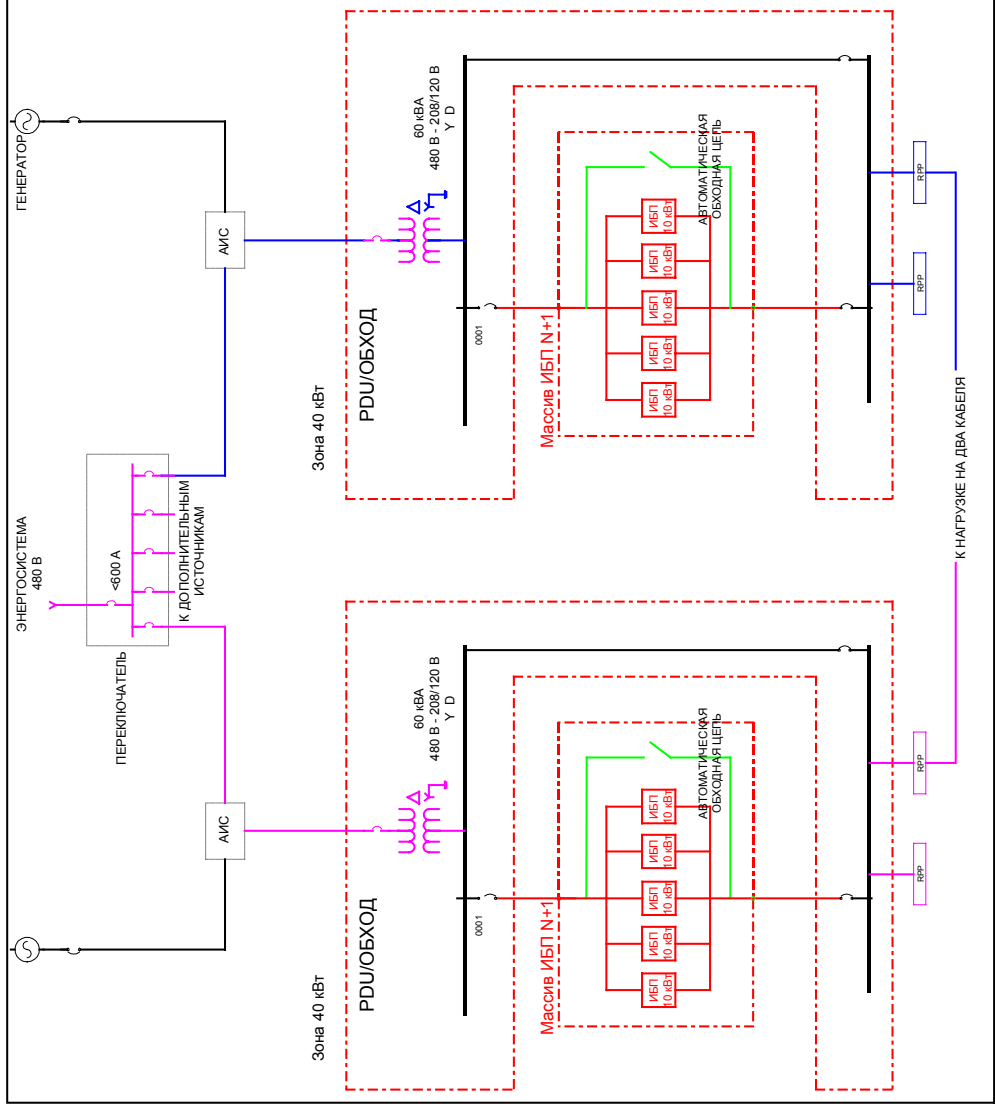 ЭНЕРГОСИСТЕМА
480 В
ГЕНЕРАТОР
ПЕРЕКЛЮЧАТЕЛЬ
<600 А
К ДОПОЛНИТЕЛЬНЫМ
ИСТОЧНИКАМ
АИС
АИС
Зона 40 кВт
PDU/ОБХОД
60 кВА
480 В - 208/120 В
Y D
0001
Массив ИБП N+1
ИБП
10 кВт
ИБП
10 кВт
ИБП
10 кВт
ИБП
10 кВт
ИБП
10 кВт
АВТОМАТИЧЕСКАЯ
ОБХОДНАЯ ЦЕПЬ
RPP
RPP
Зона 40 кВт
PDU/ОБХОД
60 кВА
480 В - 208/120 В
Y D
0001
Массив ИБП N+1
ИБП
10 кВт
ИБП
10 кВт
ИБП
10 кВт
ИБП
10 кВт
ИБП
10 кВт
АВТОМАТИЧЕСКАЯ
ОБХОДНАЯ ЦЕПЬ
RPP
RPP
К НАГРУЗКЕ НА ДВА КАБЕЛЯ